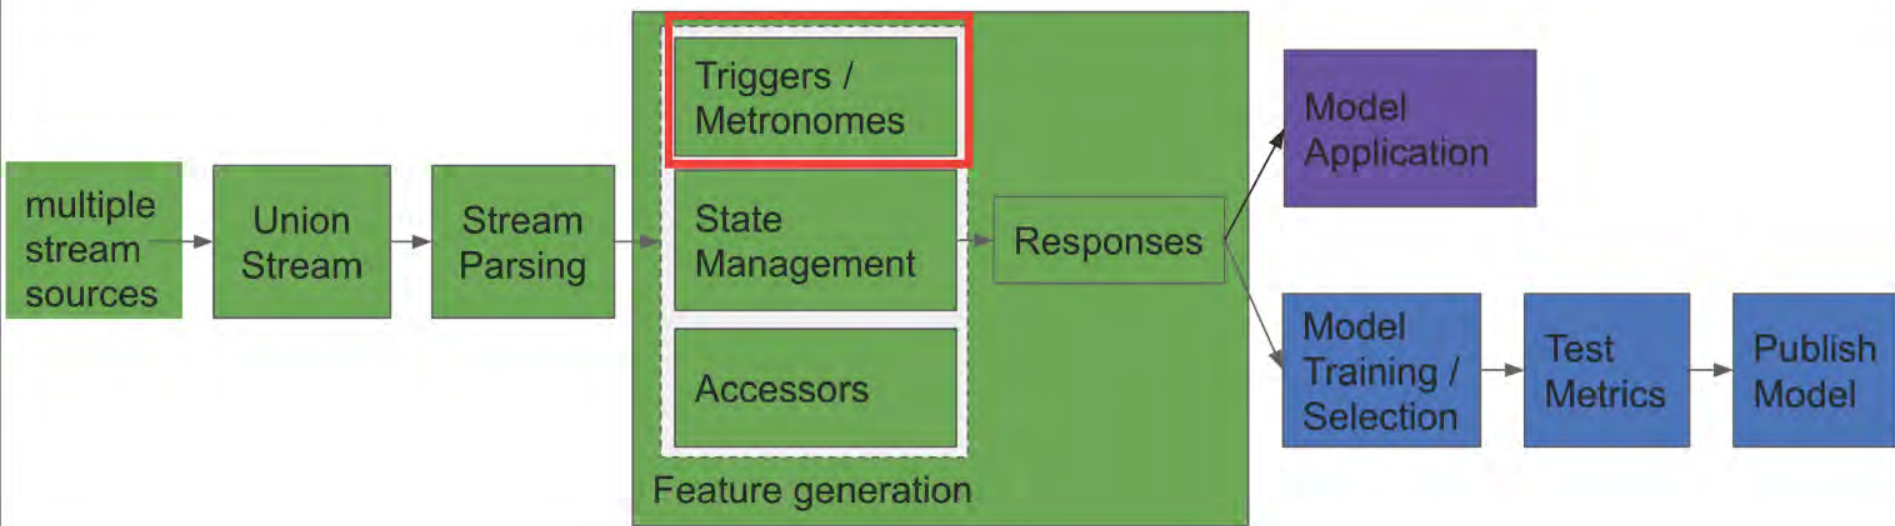 multiple
stream
sources
Union
Stream
Stream
Parsing
Triggers /
Metronomes
State
Management
Accessors
Feature generation
Responses
Model
Application
Model
Training /
Selection
Test
Metrics
Publish
Model